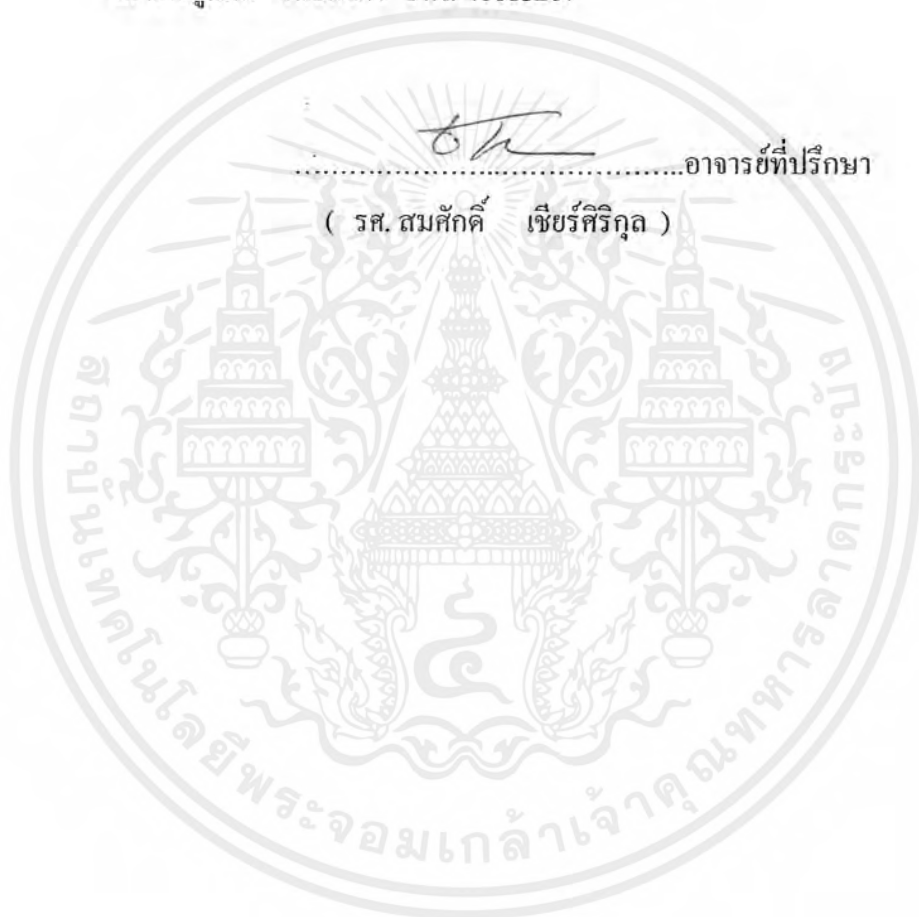 อาจารย์ที่ปรึกษา
( รศ. สมศักดิ์ เชียร์ศิริกุล )
สถาบันเทคโนโลยีพระจอมเกล้าเจ้าคุณทหารลาดกระบัง